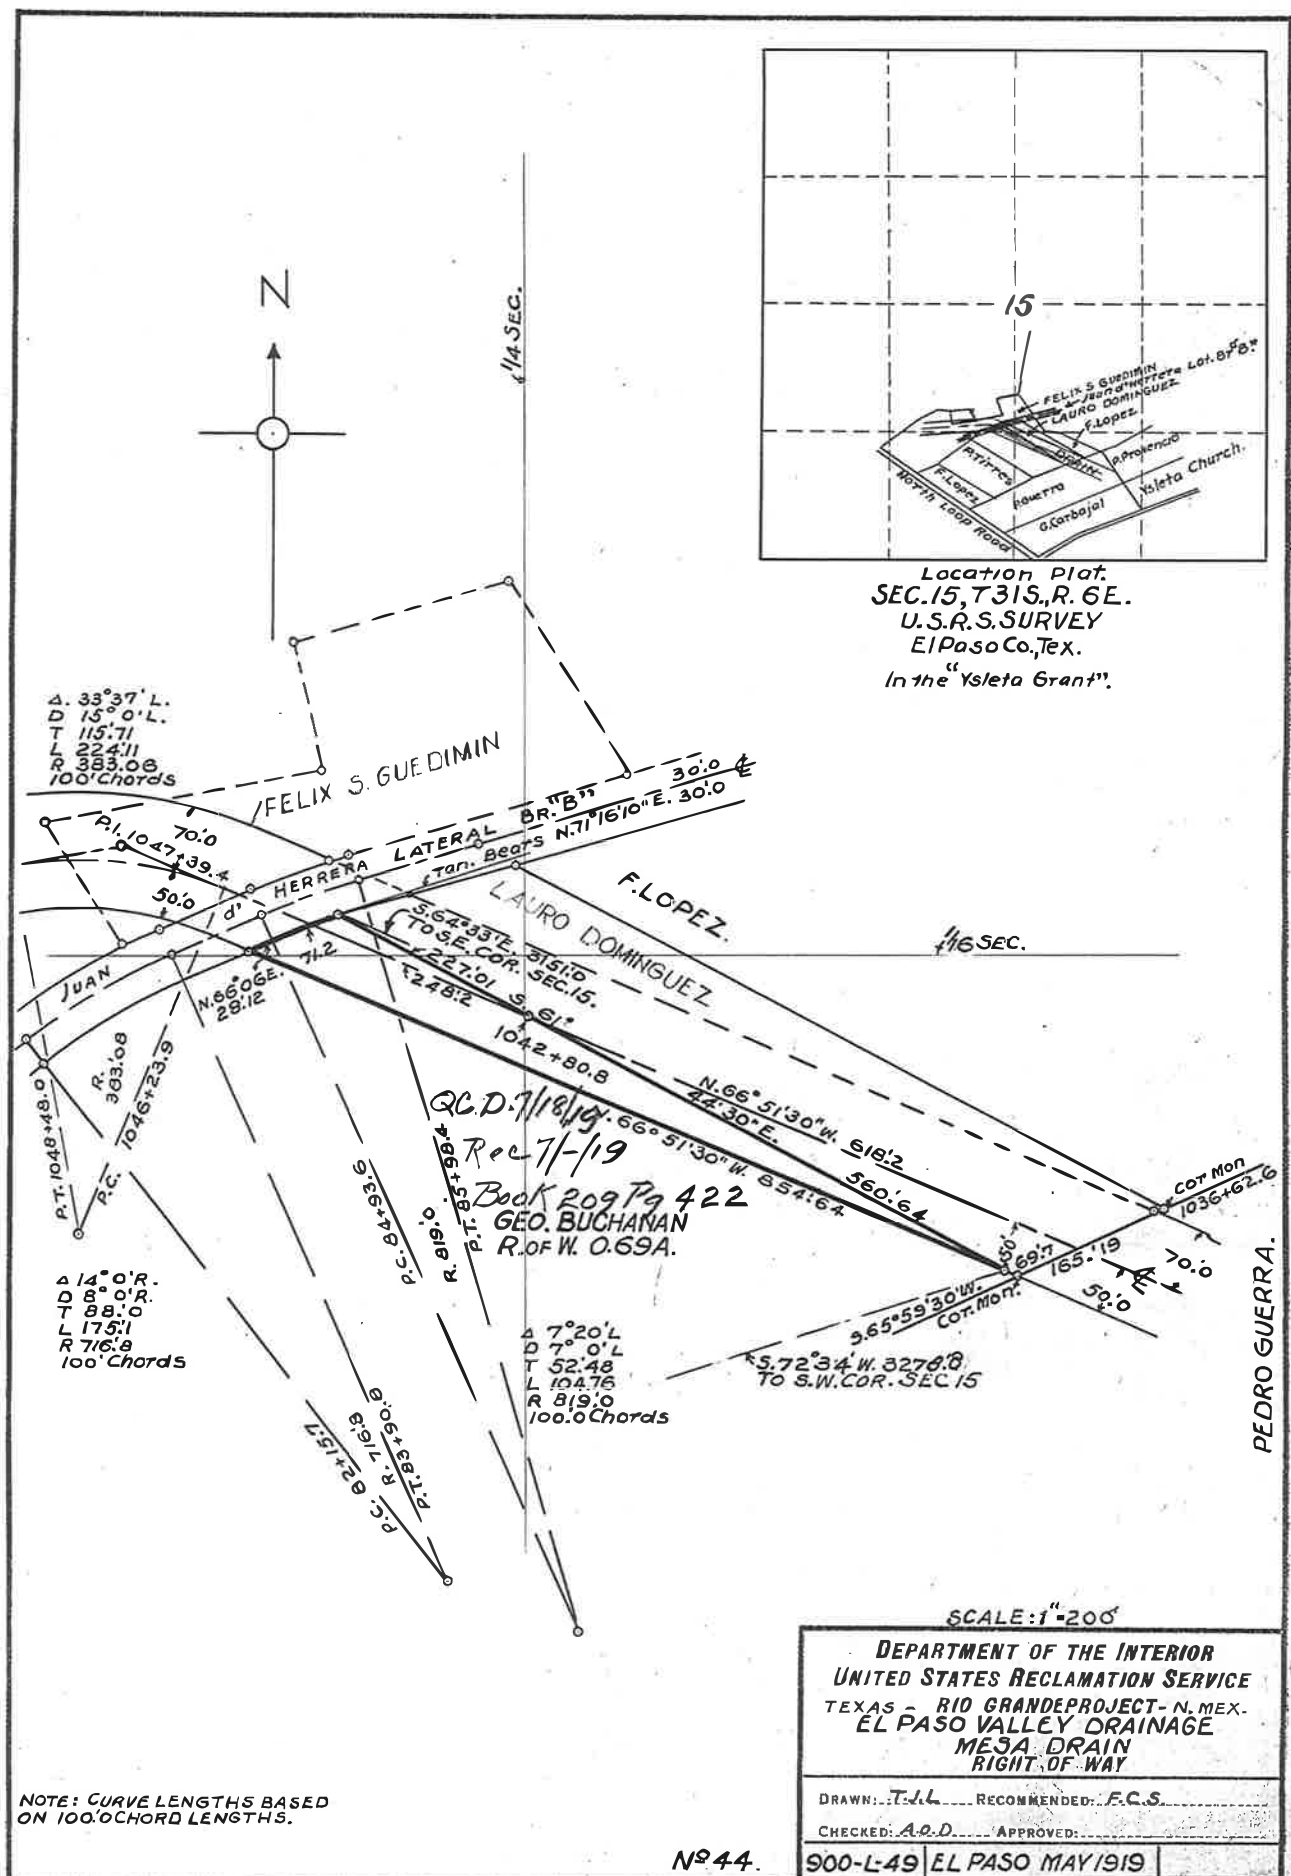 N
1/4 SEC.
15
FELIX S GUEDIMIN
Juan d' Herrera Lat. Br "B"
LAURO DOMINGUEZ
F. Lopez
P. Provencio
DRAIN
P. Tirres
F. Lopez
P. Guerra
G. Carbajal
Ysleta Church.
North Loop Road
Location Plat.
SEC. 15, T31S., R. 6E.
U.S.R.S. SURVEY
El Paso Co., Tex.
In the "Ysleta Grant".
Δ. 33°37' L.
D 15° 0' L.
T 115.71
L 224.11
R 383.08
100' Chords
FELIX S. GUEDIMIN
70.0
P.I. 1047+39.4
50.0
JUAN d' HERRERA LATERAL BR. "B"
30.0
N. 71°16'10" E. 30.0
Tan. Bears
F. LOPEZ.
LAURO DOMINGUEZ
1/16 SEC.
S. 64°33' E. 3151.0
TO S.E. COR. SEC. 15.
227.01
248.2
71.2
N. 66°06' E.
28.12
S. 61°
44'30" E.
560.64
1042+80.8
N. 66°51'30" W. 618.2
N. 66°51'30" W. 854.64
Q.C.D. 7/18/19
Rec 7/-/19
Book 209 Pg 422
GEO. BUCHANAN
R. OF W. 0.69A.
R. 383.08
P.C. 1046+23.9
P.T. 1048+48.0
P.C. 84+93.6
R. 819.0
P.T. 85+98.4
Cor Mon
1036+62.6
50'
69.7
165.19
70.0
50.0
S. 65°59'30" W.
Cor. Mon.
S. 72°34' W. 3278.8
TO S.W. COR. SEC 15
PEDRO GUERRA.
Δ 14° 0' R.
D 8° 0' R.
T 88.0
L 175.1
R 716.8
100' Chords
Δ 7°20' L
D 7° 0' L
T 52.48
L 104.76
R 819.0
100.0 Chords
P.C. 82+15.7
R. 716.8
P.T. 83+90.8
SCALE: 1"=200'
DEPARTMENT OF THE INTERIOR
UNITED STATES RECLAMATION SERVICE
TEXAS - RIO GRANDE PROJECT - N. MEX.
EL PASO VALLEY DRAINAGE
MESA DRAIN
RIGHT OF WAY
DRAWN: T.J.L. RECOMMENDED: F.C.S.
CHECKED: A.O.D. APPROVED:
900-L-49 EL PASO MAY 1919
NOTE: CURVE LENGTHS BASED
ON 100.0 CHORD LENGTHS.
Nº 44.